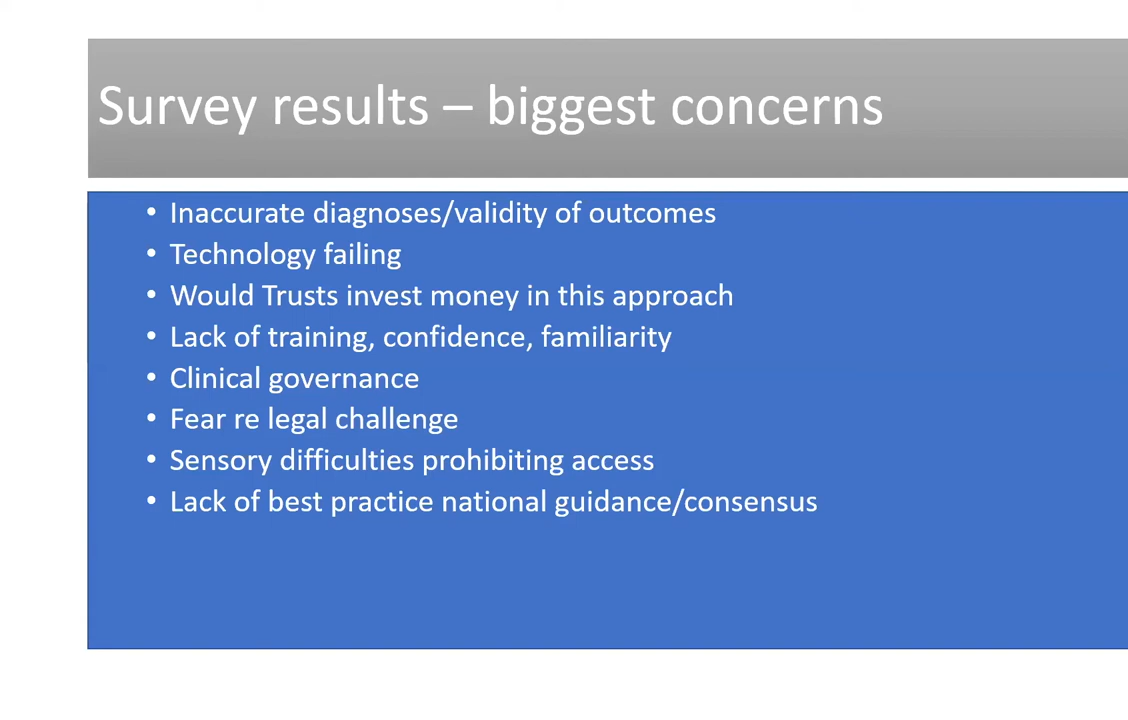 Survey results – biggest concerns
• Inaccurate diagnoses/validity of outcomes
• Technology failing
• Would Trusts invest money in this approach
• Lack of training, confidence, familiarity
• Clinical governance
• Fear re legal challenge
• Sensory difficulties prohibiting access
• Lack of best practice national guidance/consensus